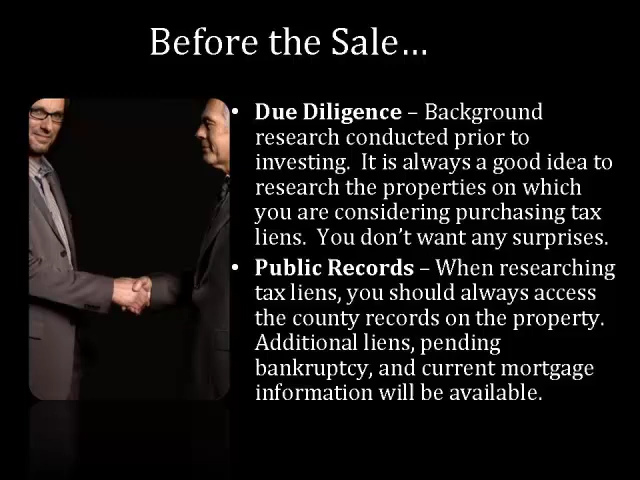 Before the Sale…
• Due Diligence – Background
research conducted prior to
investing.  It is always a good idea to
research the properties on which
you are considering purchasing tax
liens.  You don’t want any surprises.
• Public Records – When researching
tax liens, you should always access
the county records on the property.
Additional liens, pending
bankruptcy, and current mortgage
information will be available.